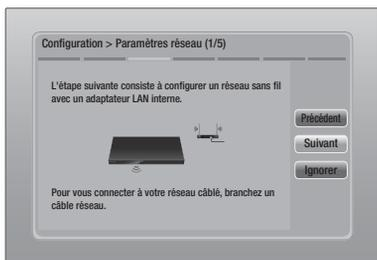 Configuration > Paramètres réseau (1/5)
L'étape suivante consiste à configurer un réseau sans fil
avec un adaptateur LAN interne.
Précédent
Suivant
Ignorer
Pour vous connecter à votre réseau câblé, branchez un
câble réseau.